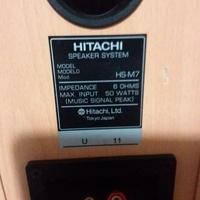 HITACHI
SPEAKER SYSTEM
MODEL
MODELO HS-M7
Mod.
IMPEDANCE 6 OHMS
MAX. INPUT 50 WATTS
(MUSIC SIGNAL PEAK)
Hitachi, Ltd.
Tokyo Japan
U 11